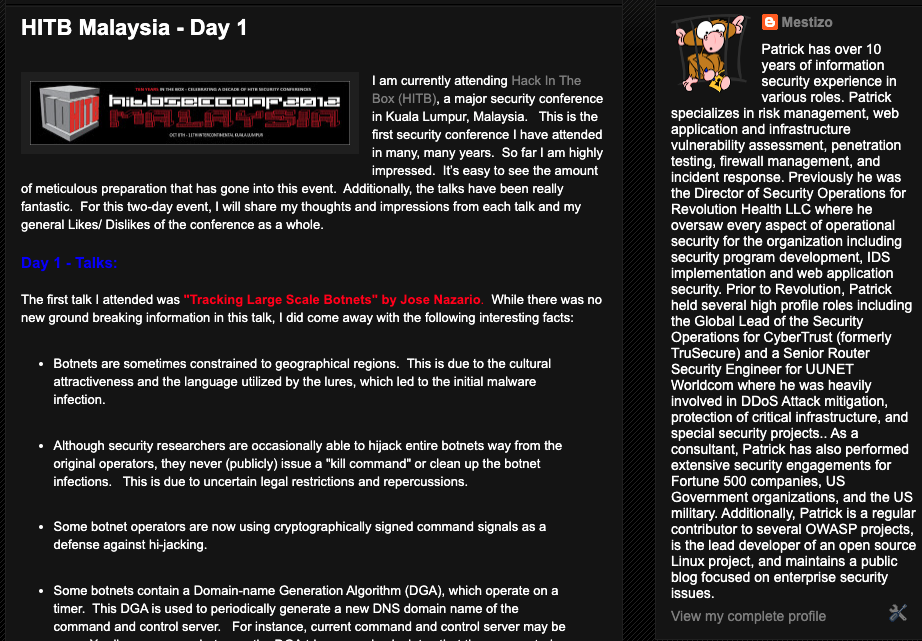 HITB Malaysia - Day 1
TEN YEARS IN THE BOX - CELEBRATING A DECADE OF HITB SECURITY CONFERENCES
HITB
hitbsecconf2012
MALAYSIA
OCT 8TH - 11TH INTERCONTINENTAL KUALA LUMPUR
I am currently attending Hack In The
Box (HITB), a major security conference
in Kuala Lumpur, Malaysia.   This is the
first security conference I have attended
in many, many years.  So far I am highly
impressed.  It's easy to see the amount
of meticulous preparation that has gone into this event.  Additionally, the talks have been really
fantastic.  For this two-day event, I will share my thoughts and impressions from each talk and my
general Likes/ Dislikes of the conference as a whole.
Day 1 - Talks:
The first talk I attended was "Tracking Large Scale Botnets" by Jose Nazario.  While there was no
new ground breaking information in this talk, I did come away with the following interesting facts:
• Botnets are sometimes constrained to geographical regions.  This is due to the cultural
attractiveness and the language utilized by the lures, which led to the initial malware
infection.
• Although security researchers are occasionally able to hijack entire botnets way from the
original operators, they never (publicly) issue a "kill command" or clean up the botnet
infections.   This is due to uncertain legal restrictions and repercussions.
• Some botnet operators are now using cryptographically signed command signals as a
defense against hi-jacking.
• Some botnets contain a Domain-name Generation Algorithm (DGA), which operate on a
timer.  This DGA is used to periodically generate a new DNS domain name of the
command and control server.   For instance, current command and control server may be
Mestizo
Patrick has over 10
years of information
security experience in
various roles. Patrick
specializes in risk management, web
application and infrastructure
vulnerability assessment, penetration
testing, firewall management, and
incident response. Previously he was
the Director of Security Operations for
Revolution Health LLC where he
oversaw every aspect of operational
security for the organization including
security program development, IDS
implementation and web application
security. Prior to Revolution, Patrick
held several high profile roles including
the Global Lead of the Security
Operations for CyberTrust (formerly
TruSecure) and a Senior Router
Security Engineer for UUNET
Worldcom where he was heavily
involved in DDoS Attack mitigation,
protection of critical infrastructure, and
special security projects.. As a
consultant, Patrick has also performed
extensive security engagements for
Fortune 500 companies, US
Government organizations, and the US
military. Additionally, Patrick is a regular
contributor to several OWASP projects,
is the lead developer of an open source
Linux project, and maintains a public
blog focused on enterprise security
issues.
View my complete profile